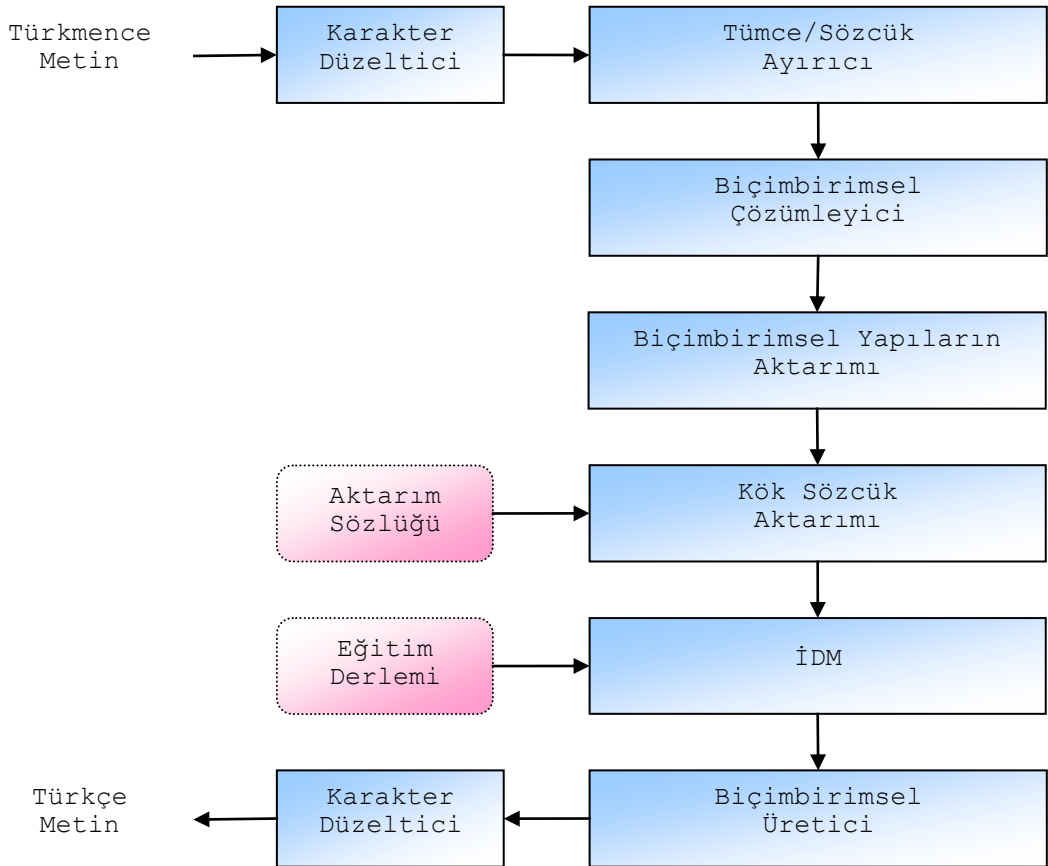 Türkmence
Metin
Karakter
Düzeltici
Tümce/Sözcük
Ayırıcı
Biçimbirimsel
Çözümleyici
Biçimbirimsel Yapıların
Aktarımı
Aktarım
Sözlüğü
Kök Sözcük
Aktarımı
Eğitim
Derlemi
İDM
Türkçe
Metin
Karakter
Düzeltici
Biçimbirimsel
Üretici